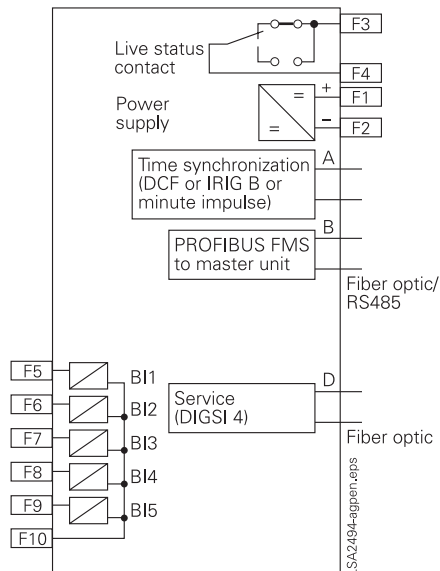 F3
Live status
contact
F4
+
F1
Power
supply
=
=
–
F2
A
Time synchronization
(DCF or IRIG B or
minute impulse)
B
PROFIBUS FMS
to master unit
Fiber optic/
RS485
F5
BI1
F6
BI2
F7
BI3
F8
BI4
F9
BI5
F10
D
Service
(DIGSI 4)
Fiber optic
LSA2494-agpen.eps